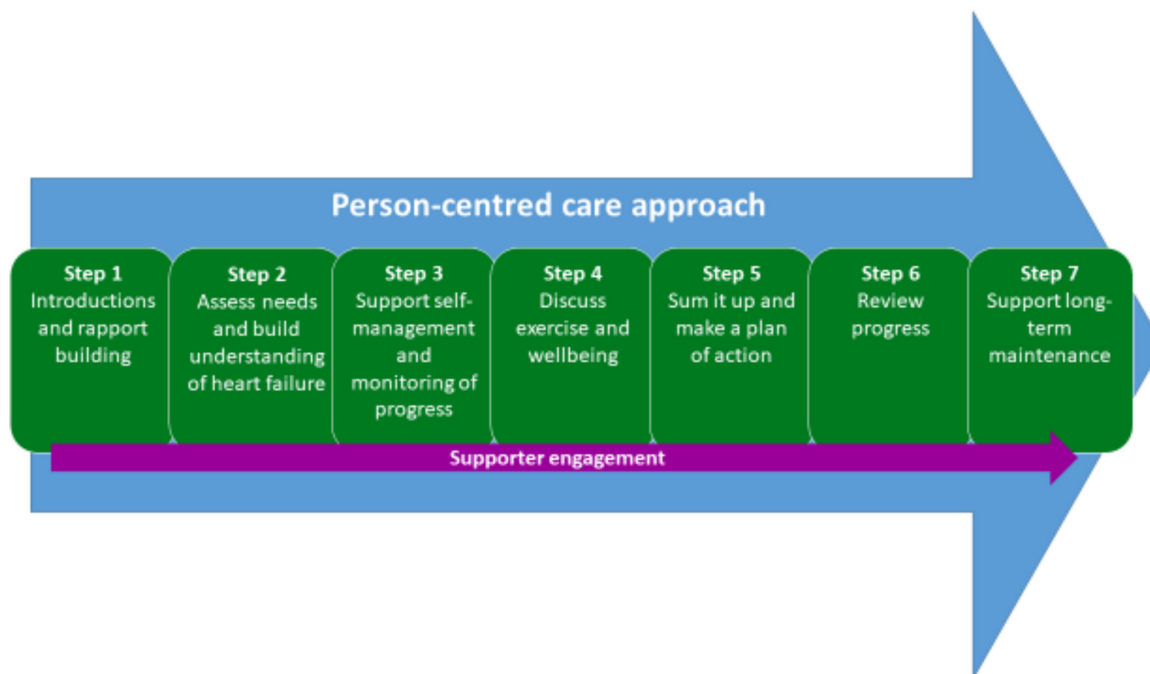 Person-centred care approach
Step 1
Introductions
and rapport
building
Step 2
Assess needs
and build
understanding
of heart failure
Step 3
Support self-
management
and
monitoring of
progress
Step 4
Discuss
exercise and
wellbeing
Step 5
Sum it up and
make a plan
of action
Step 6
Review
progress
Step 7
Support long-
term
maintenance
Supporter engagement